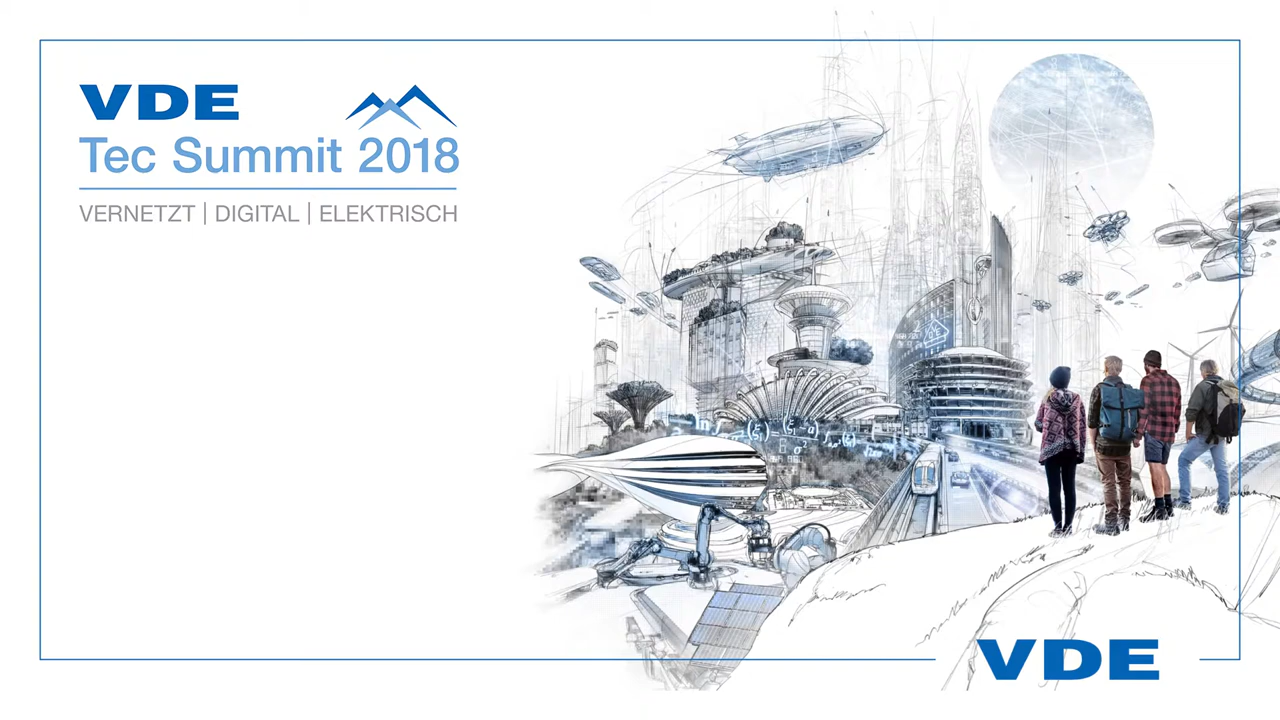 VDE
Tec Summit 2018
VERNETZT | DIGITAL | ELEKTRISCH
VDE